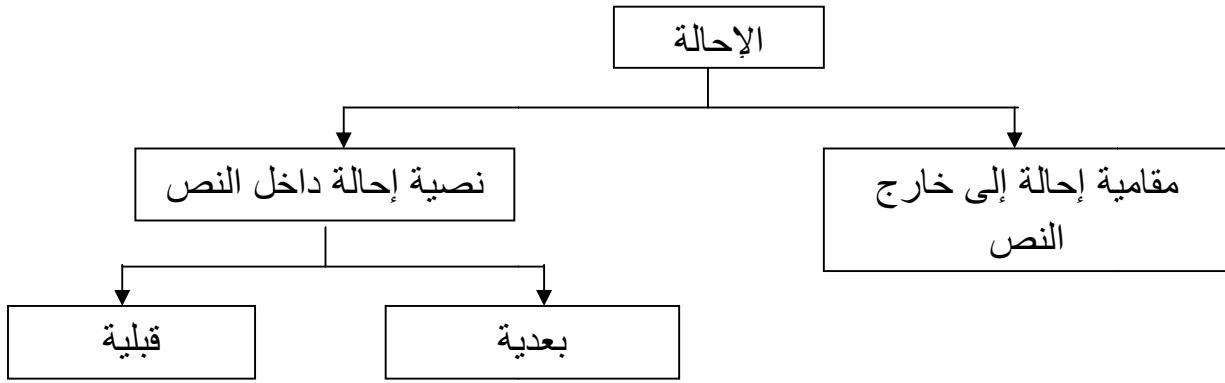 الإحالة
مقامية إحالة إلى خارج
النص
نصية إحالة داخل النص
بعدية
قبلية